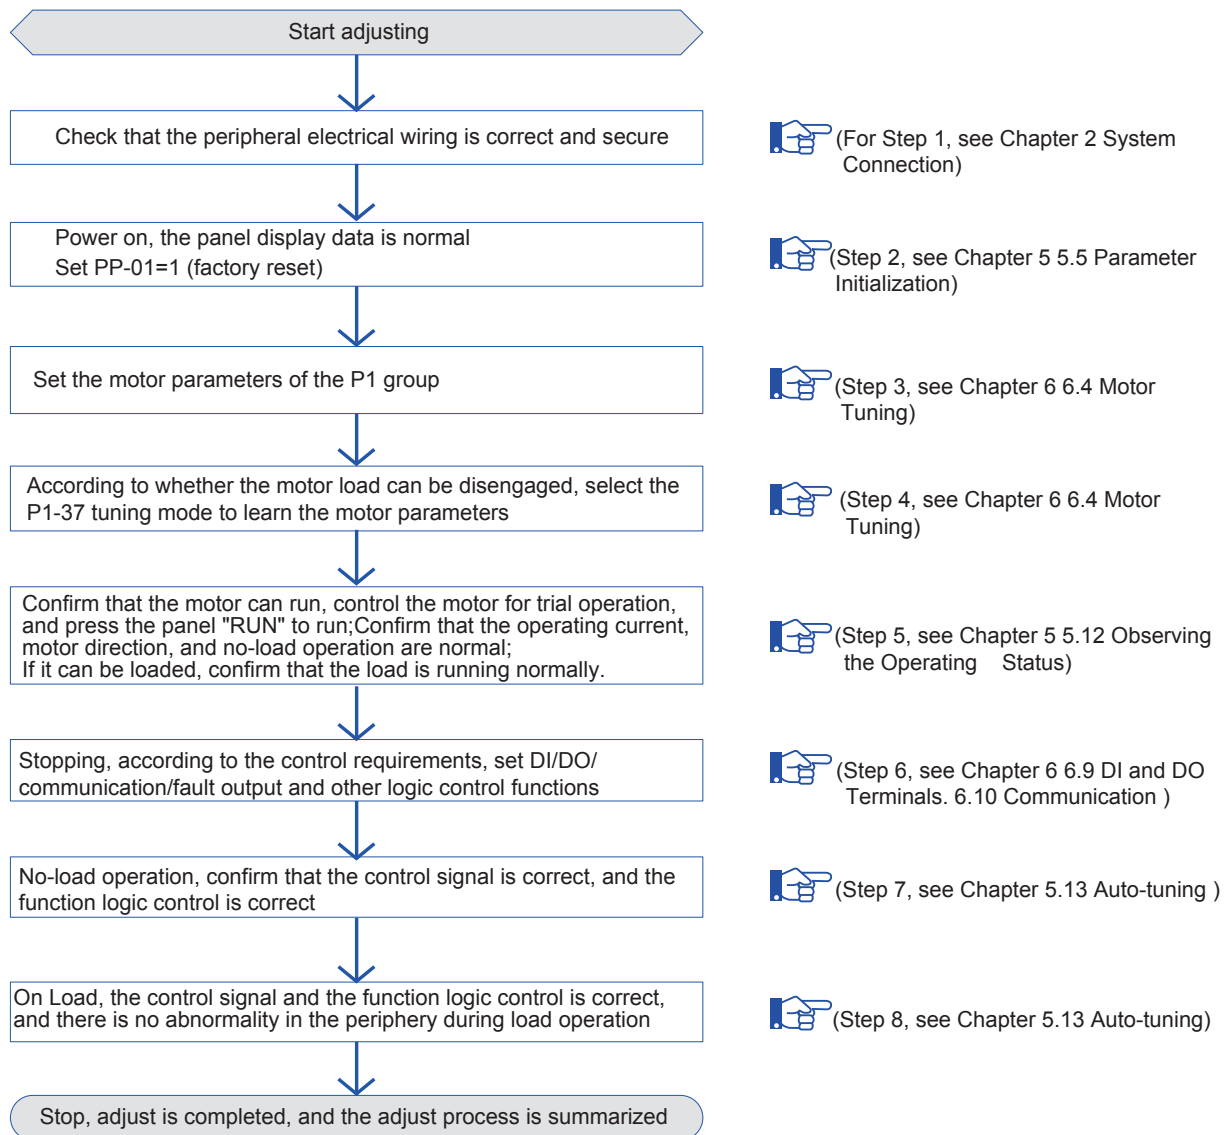 Start adjusting
Check that the peripheral electrical wiring is correct and secure
(For Step 1, see Chapter 2 System
Connection)
Power on, the panel display data is normal
Set PP-01=1 (factory reset)
(Step 2, see Chapter 5 5.5 Parameter
Initialization)
Set the motor parameters of the P1 group
(Step 3, see Chapter 6 6.4 Motor
Tuning)
According to whether the motor load can be disengaged, select the
P1-37 tuning mode to learn the motor parameters
(Step 4, see Chapter 6 6.4 Motor
Tuning)
Confirm that the motor can run, control the motor for trial operation,
and press the panel "RUN" to run;Confirm that the operating current,
motor direction, and no-load operation are normal;
If it can be loaded, confirm that the load is running normally.
(Step 5, see Chapter 5 5.12 Observing
the Operating Status)
Stopping, according to the control requirements, set DI/DO/
communication/fault output and other logic control functions
(Step 6, see Chapter 6 6.9 DI and DO
Terminals. 6.10 Communication )
No-load operation, confirm that the control signal is correct, and the
function logic control is correct
(Step 7, see Chapter 5.13 Auto-tuning )
On Load, the control signal and the function logic control is correct,
and there is no abnormality in the periphery during load operation
(Step 8, see Chapter 5.13 Auto-tuning)
Stop, adjust is completed, and the adjust process is summarized